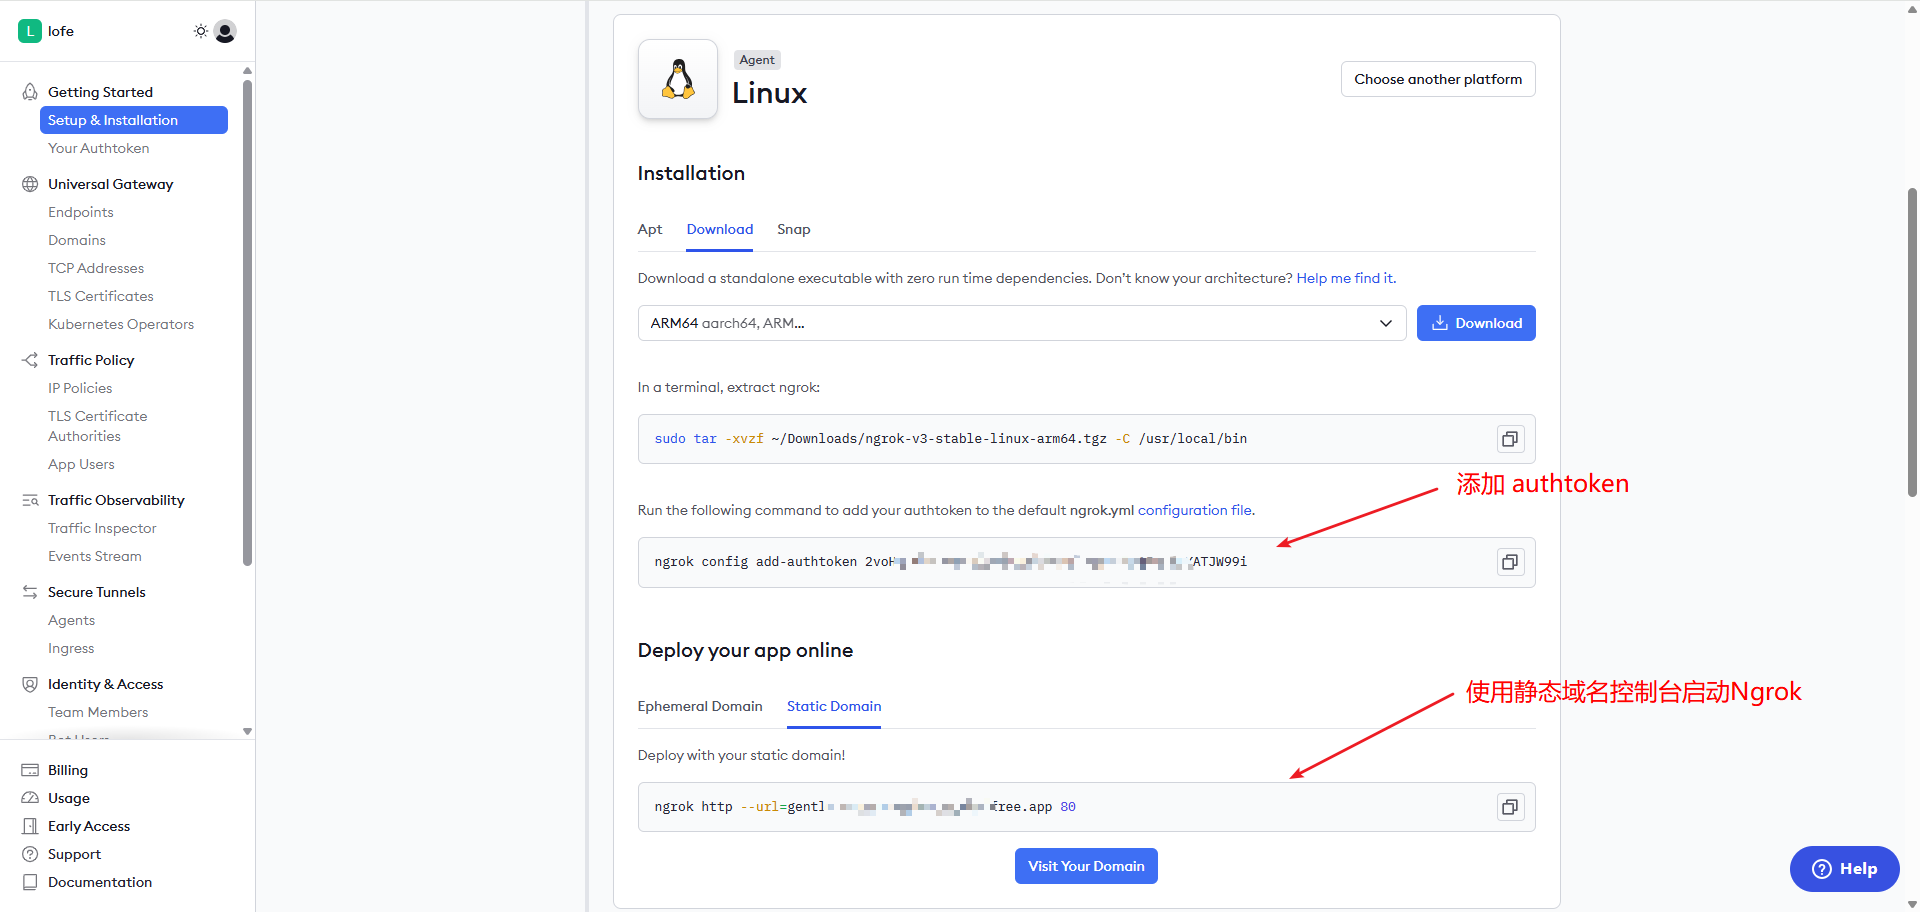 L lofe
Getting Started
Setup & Installation
Your Authtoken
Universal Gateway
Endpoints
Domains
TCP Addresses
TLS Certificates
Kubernetes Operators
Traffic Policy
IP Policies
TLS Certificate
Authorities
App Users
Traffic Observability
Traffic Inspector
Events Stream
Secure Tunnels
Agents
Ingress
Identity & Access
Team Members
Billing
Usage
Early Access
Support
Documentation
Agent
Linux
Choose another platform
Installation
Apt Download Snap
Download a standalone executable with zero run time dependencies. Don't know your architecture? Help me find it.
ARM64 aarch64, ARM...
Download
In a terminal, extract ngrok:
sudo tar -xvzf ~/Downloads/ngrok-v3-stable-linux-arm64.tgz -C /usr/local/bin
添加 authtoken
Run the following command to add your authtoken to the default ngrok.yml configuration file.
ngrok config add-authtoken 2vo ATJW99i
Deploy your app online
使用静态域名控制台启动Ngrok
Ephemeral Domain Static Domain
Deploy with your static domain!
ngrok http --url=gentl free.app 80
Visit Your Domain
Help